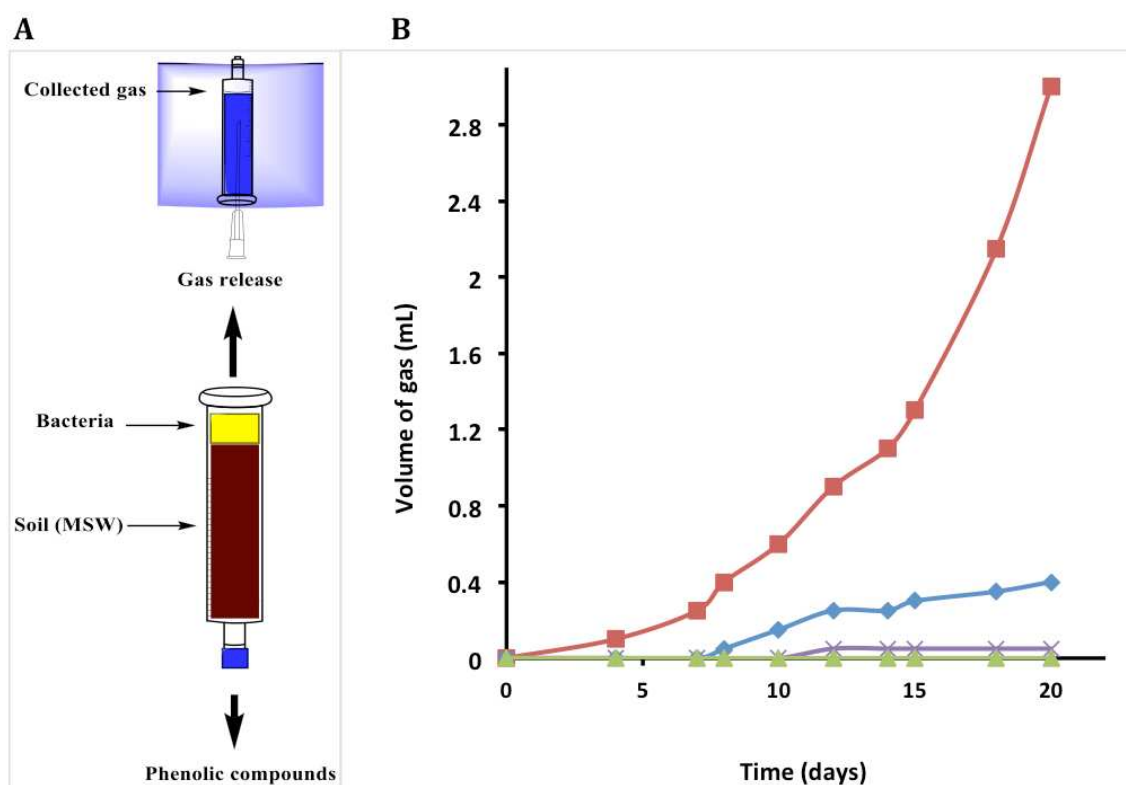 A
Collected gas
Gas release
Bacteria
Soil (MSW)
Phenolic compounds
B
Volume of gas (mL)
2.8
2.4
2
1.6
1.2
0.8
0.4
0
0 5 10 15 20
Time (days)